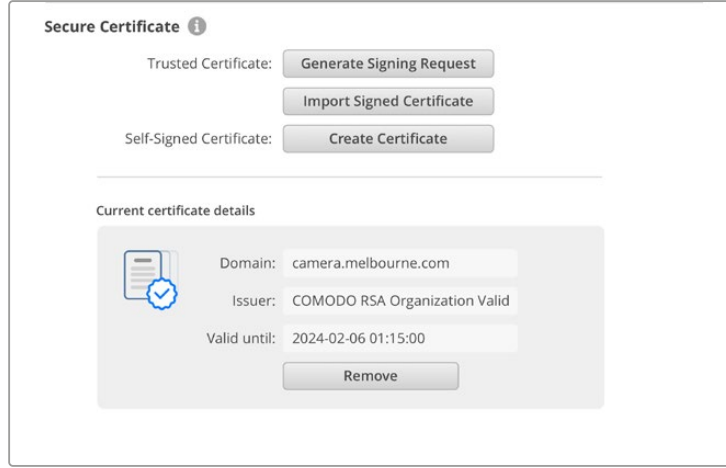 Secure Certificate
Trusted Certificate: Generate Signing Request
Import Signed Certificate
Self-Signed Certificate: Create Certificate
Current certificate details
Domain: camera.melbourne.com
Issuer: COMODO RSA Organization Valid
Valid until: 2024-02-06 01:15:00
Remove